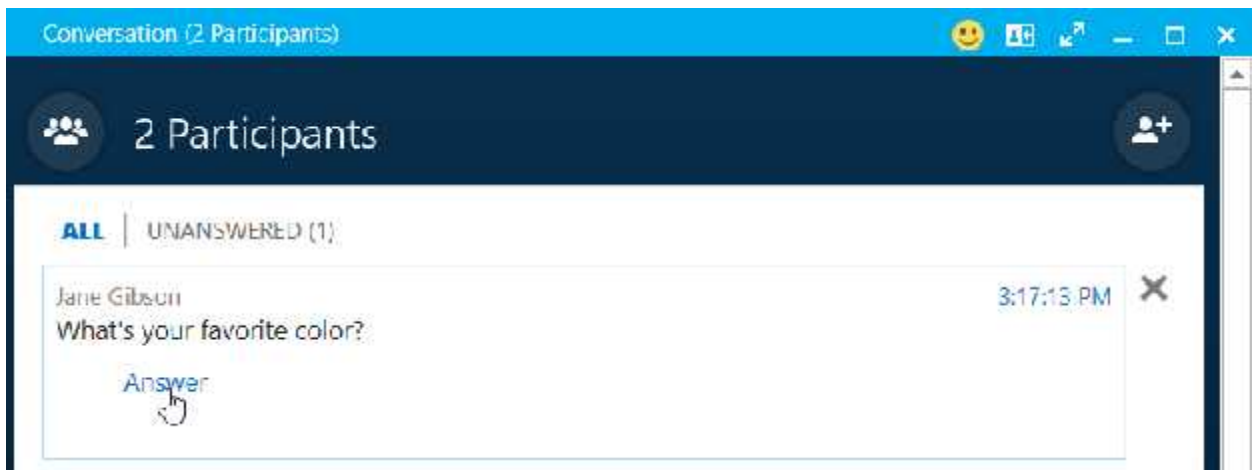 Conversation (2 Participants)
2 Participants
ALL | UNANSWERED (1)
Jane Gibson 3:17:13 PM
What's your favorite color?
Answer